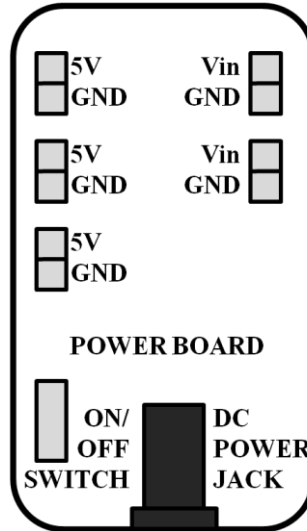 5V Vin
GND GND
5V Vin
GND GND
5V
GND
POWER BOARD
ON/ DC
OFF POWER
SWITCH JACK